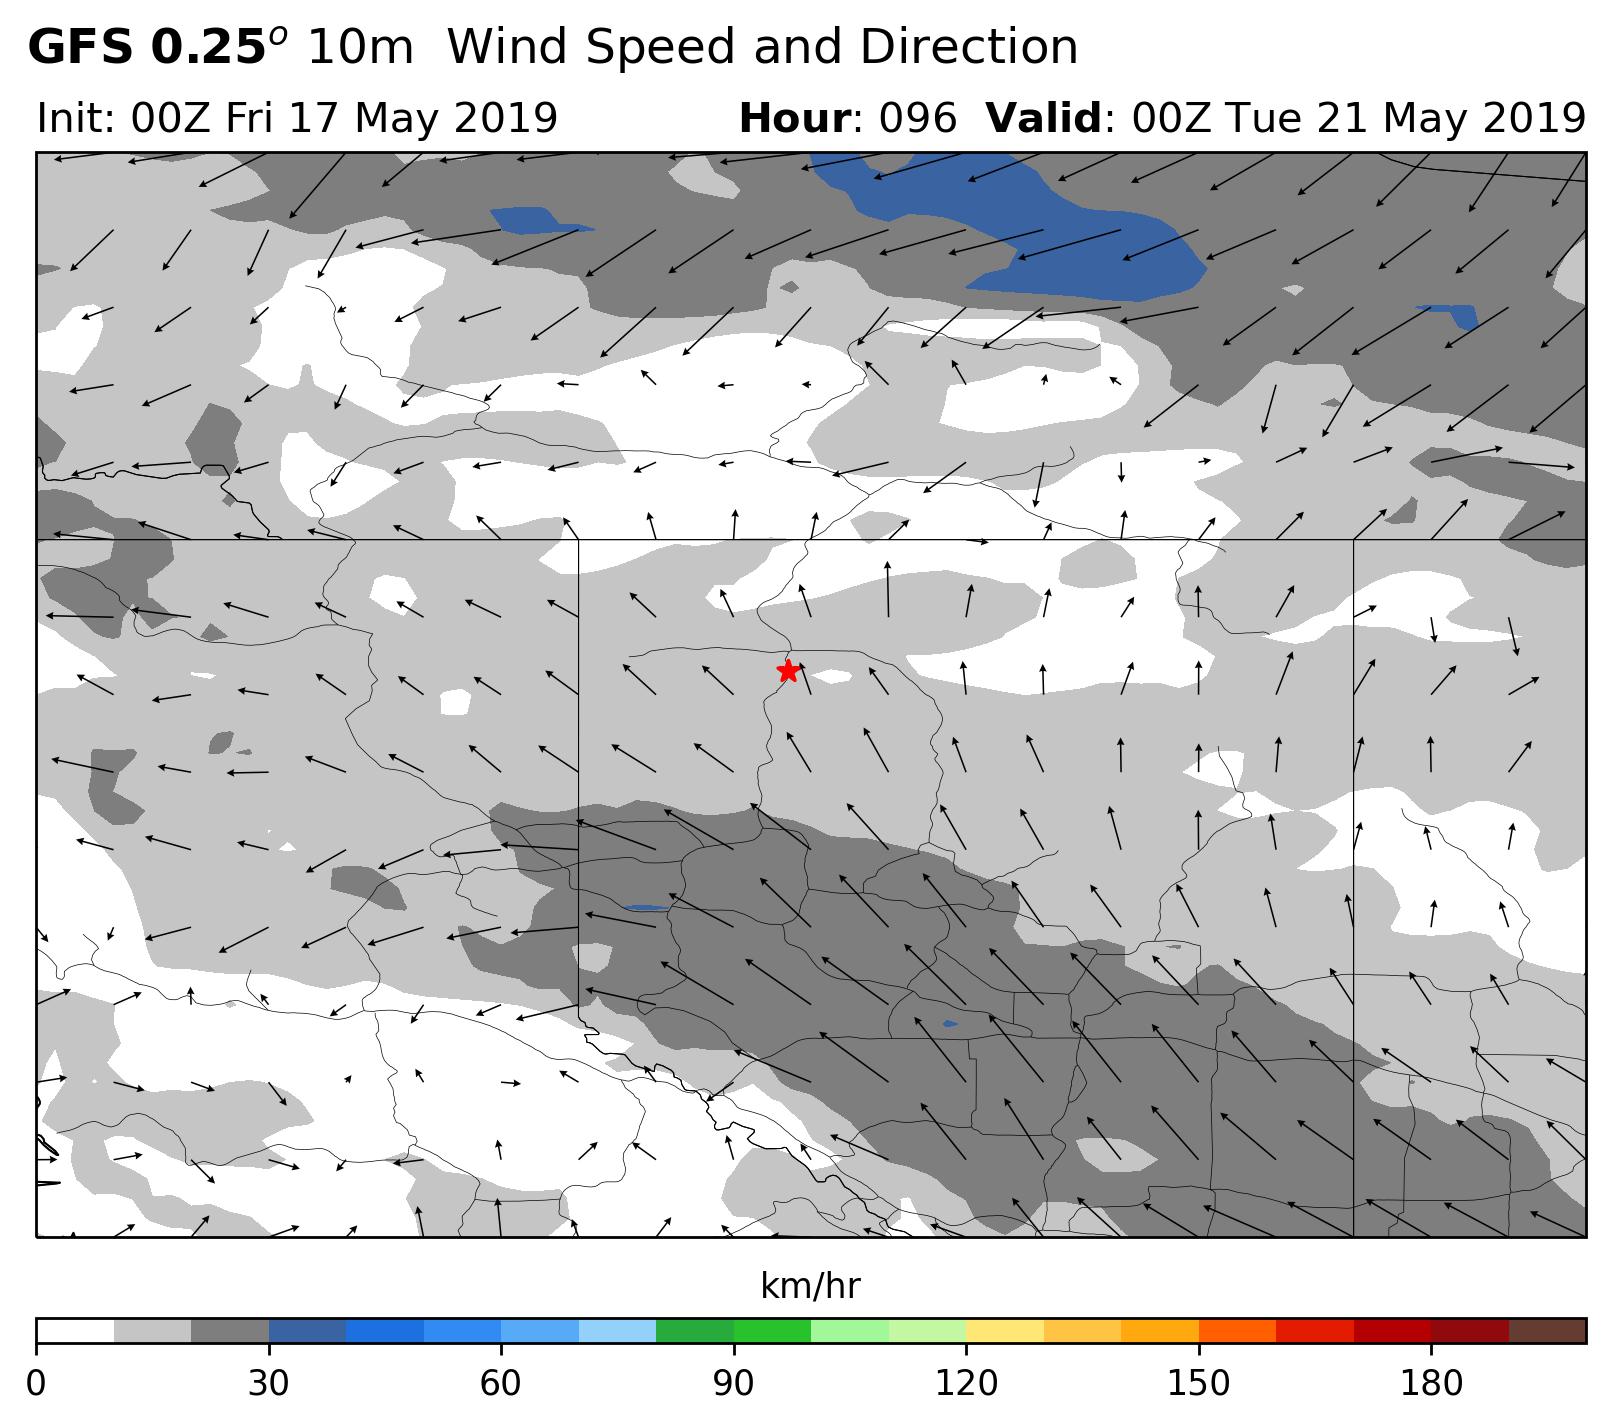 GFS 0.25o 10m Wind Speed and Direction
Init: 00Z Fri 17 May 2019 Hour: 096 Valid: 00Z Tue 21 May 2019
km/hr
0 30 60 90 120 150 180